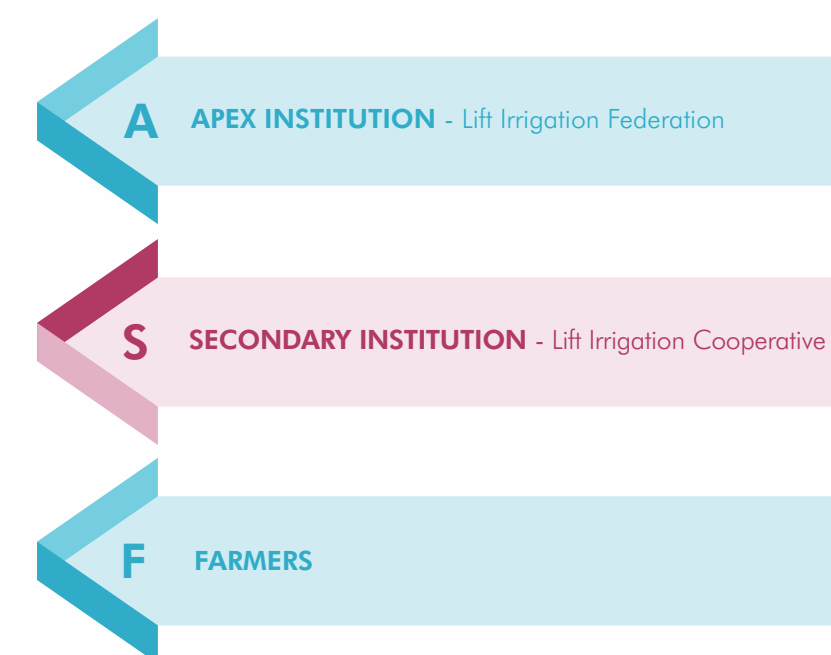 A APEX INSTITUTION - Lift Irrigation Federation
S SECONDARY INSTITUTION - Lift Irrigation Cooperative
F FARMERS